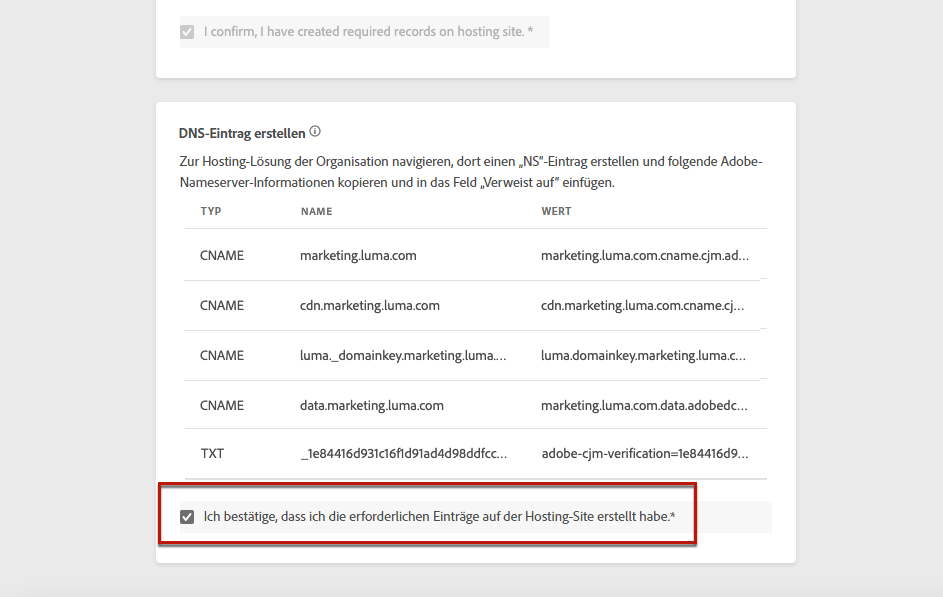 I confirm, I have created required records on hosting site. *
DNS-Eintrag erstellen
Zur Hosting-Lösung der Organisation navigieren, dort einen „NS“-Eintrag erstellen und folgende Adobe-
Nameserver-Informationen kopieren und in das Feld „Verweist auf“ einfügen.
TYP NAME WERT
CNAME marketing.luma.com marketing.luma.com.cname.cjm.ad...
CNAME cdn.marketing.luma.com cdn.marketing.luma.com.cname.cj...
CNAME luma._domainkey.marketing.luma.... luma.domainkey.marketing.luma.c...
CNAME data.marketing.luma.com marketing.luma.com.data.adobedc...
TXT _1e84416d931c16f1d91ad4d98ddfcc... adobe-cjm-verification=1e84416d9...
Ich bestätige, dass ich die erforderlichen Einträge auf der Hosting-Site erstellt habe.*